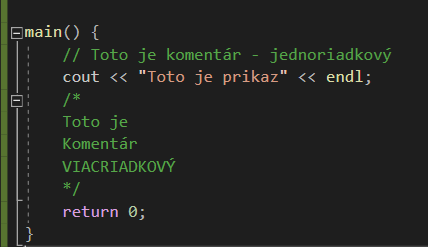 main() {
// Toto je komentár - jednoriadkový
cout << "Toto je prikaz" << endl;
/*
Toto je
Komentár
VIACRIADKOVÝ
*/
return 0;
}